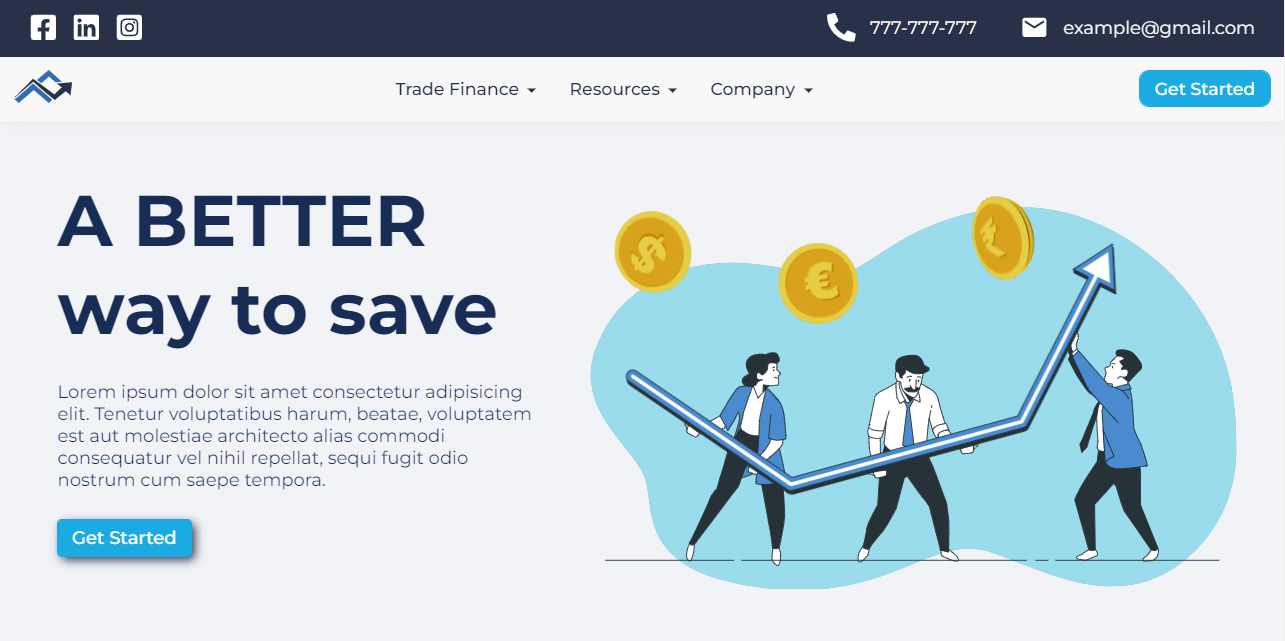 777-777-777
example@gmail.com
Trade Finance
Resources
Company
Get Started
A BETTER
way to save
Lorem ipsum dolor sit amet consectetur adipisicing
elit. Tenetur voluptatibus harum, beatae, voluptatem
est aut molestiae architecto alias commodi
consequatur vel nihil repellat, sequi fugit odio
nostrum cum saepe tempora.
Get Started
$
€
₹